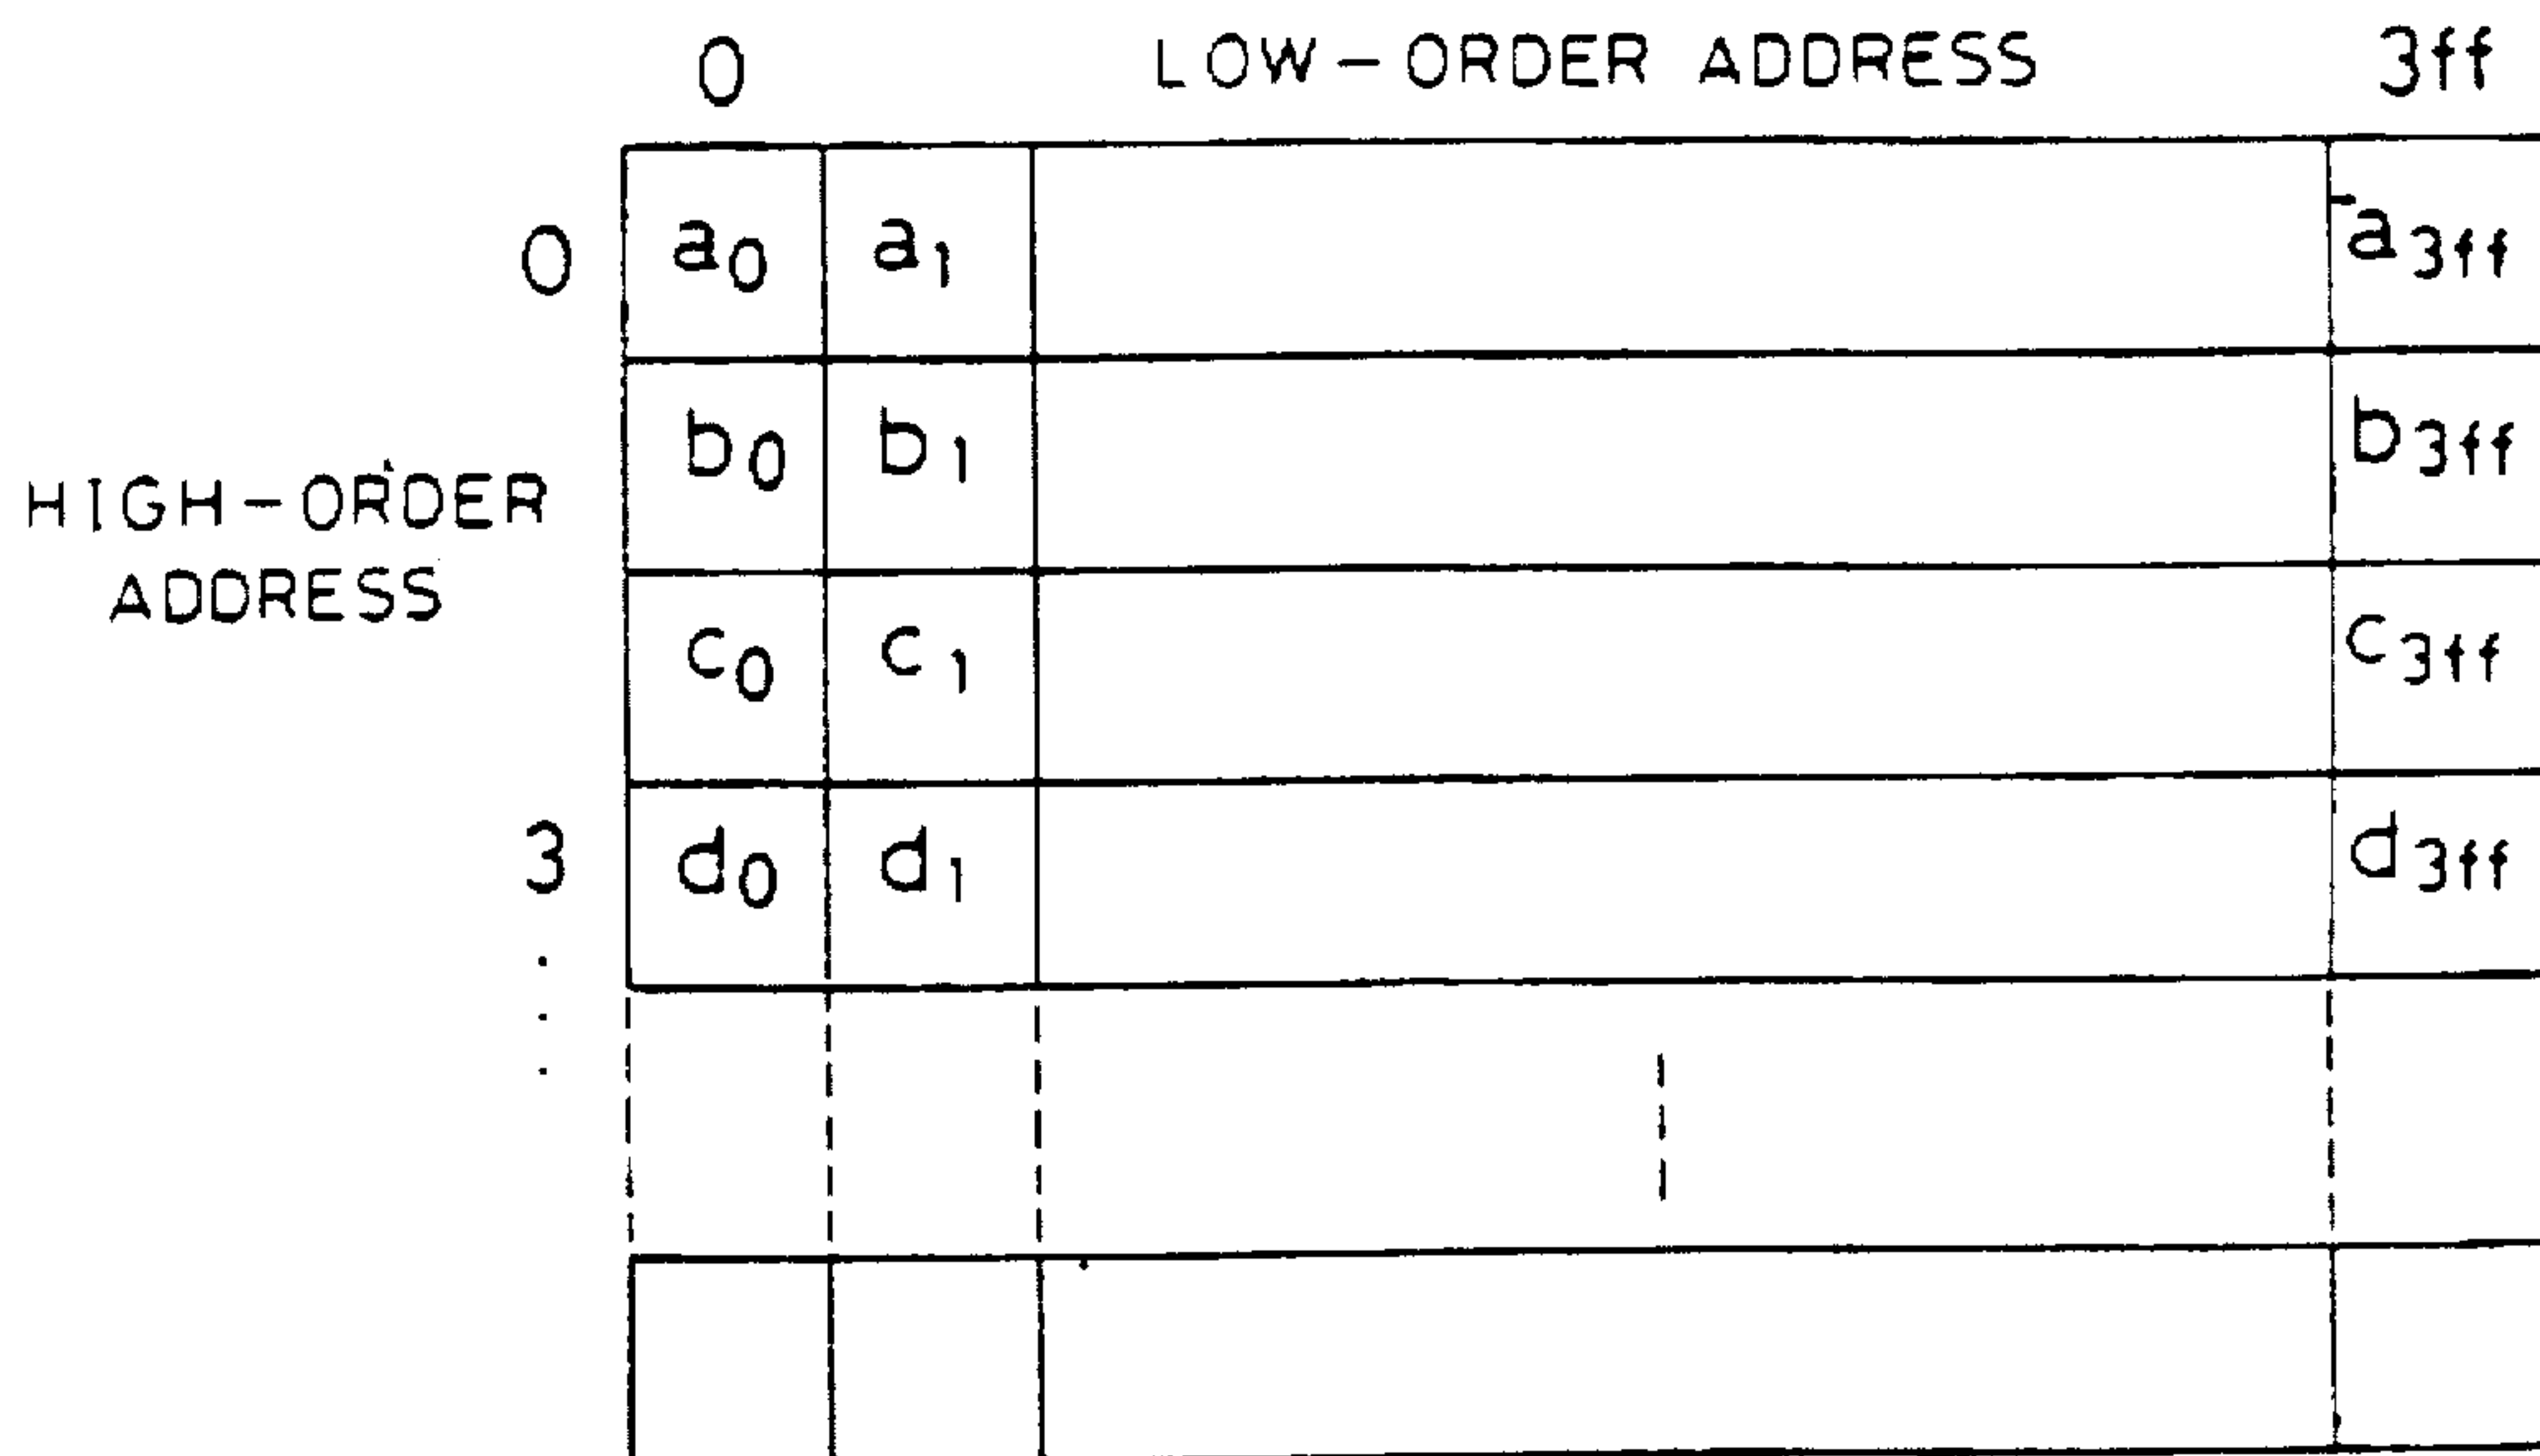 0 LOW-ORDER ADDRESS 3ff
0 a0 a1 a3ff
b0 b1 b3ff
HIGH-ORDER
ADDRESS
c0 c1 c3ff
3 d0 d1 d3ff